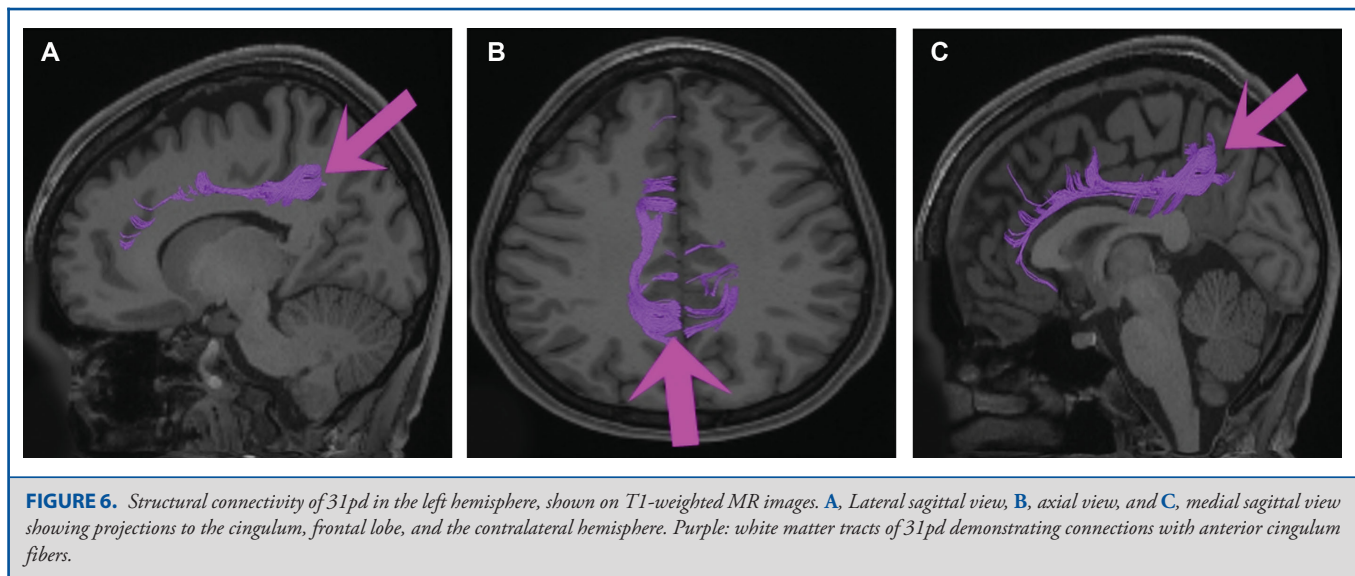 A
B
C
FIGURE 6. Structural connectivity of 31pd in the left hemisphere, shown on T1-weighted MR images. A, Lateral sagittal view, B, axial view, and C, medial sagittal view
showing projections to the cingulum, frontal lobe, and the contralateral hemisphere. Purple: white matter tracts of 31pd demonstrating connections with anterior cingulum
fibers.